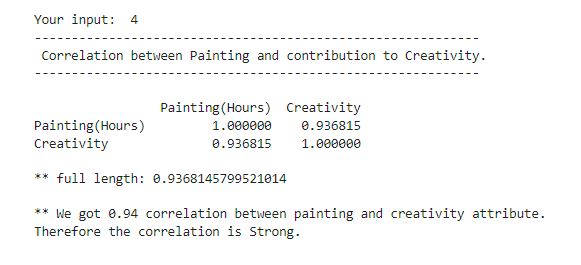 Your input:  4
------------------------------------------------------------
 Correlation between Painting and contribution to Creativity.
------------------------------------------------------------
                 Painting(Hours)  Creativity
Painting(Hours)         1.000000    0.936815
Creativity              0.936815    1.000000
** full length: 0.9368145799521014
** We got 0.94 correlation between painting and creativity attribute.
Therefore the correlation is Strong.